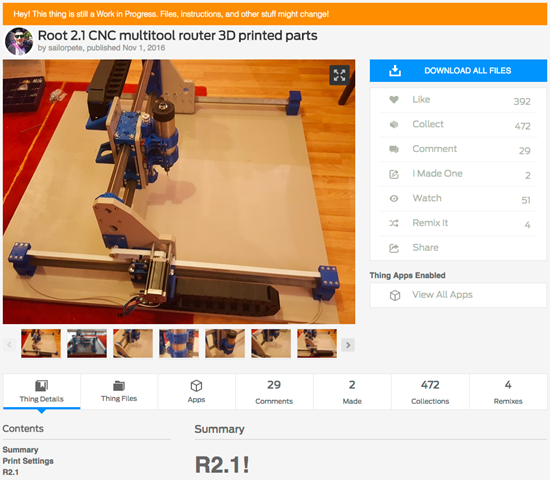 Hey! This thing is still a Work in Progress. Files, instructions, and other stuff might change!
Root 2.1 CNC multitool router 3D printed parts
by sailorpete, published Nov 1, 2016
DOWNLOAD ALL FILES
Like 392
Collect 472
Comment 29
I Made One 2
Watch 51
Remix It 4
Share
Thing Apps Enabled
View All Apps
Thing Details
Thing Files
Apps
29
Comments
2
Made
472
Collections
4
Remixes
Contents
Summary
Print Settings
R2.1
Summary
R2.1!